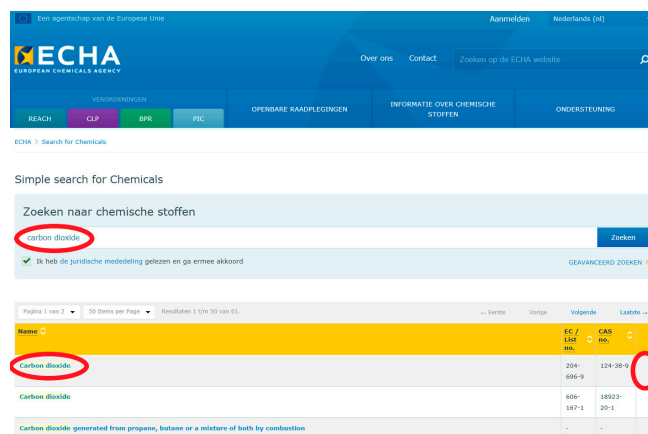 Een agentschap van de Europese Unie
Aanmelden
Nederlands (nl)
ECHA
EUROPEAN CHEMICALS AGENCY
Over ons
Contact
Zoeken op de ECHA website
VERORDENINGEN
REACH
CLP
BPR
PIC
OPENBARE RAADPLEGINGEN
INFORMATIE OVER CHEMISCHE
STOFFEN
ONDERSTEUNING
ECHA > Search for Chemicals
Simple search for Chemicals
Zoeken naar chemische stoffen
carbon dioxide
Zoeken
Ik heb de juridische mededeling gelezen en ga ermee akkoord
GEAVANCEERD ZOEKEN >
Pagina 1 van 2
50 Items per Page
Resultaten 1 t/m 50 van 61.
← Eerste
Vorige
Volgende
Laatste →
Name
EC /
List
no.
CAS
no.
Carbon dioxide
204-
696-9
124-38-9
Carbon dioxide
606-
167-1
18923-
20-1
Carbon dioxide generated from propane, butane or a mixture of both by combustion
-
-